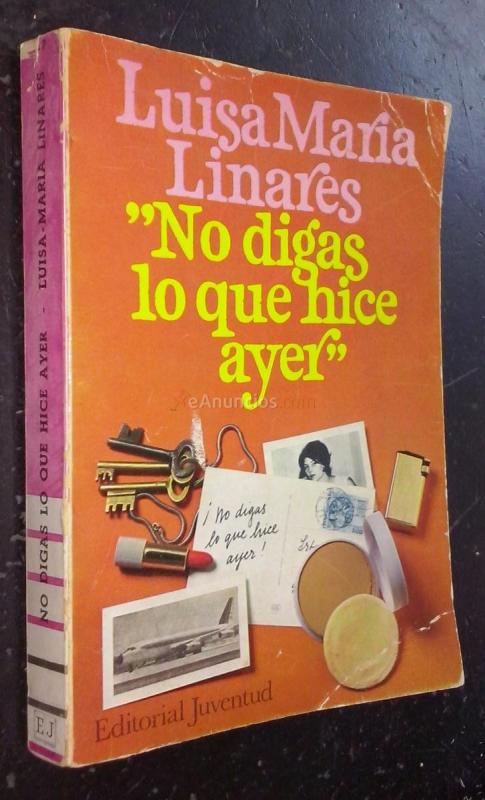 Luisa María
Linares
”No digas
lo que hice
ayer”
eAnuncios.com
¡No digas
lo que hice
ayer!
Editorial Juventud
NO DIGAS LO QUE HICE AYER - LUISA-MARIA LINARES
EJ